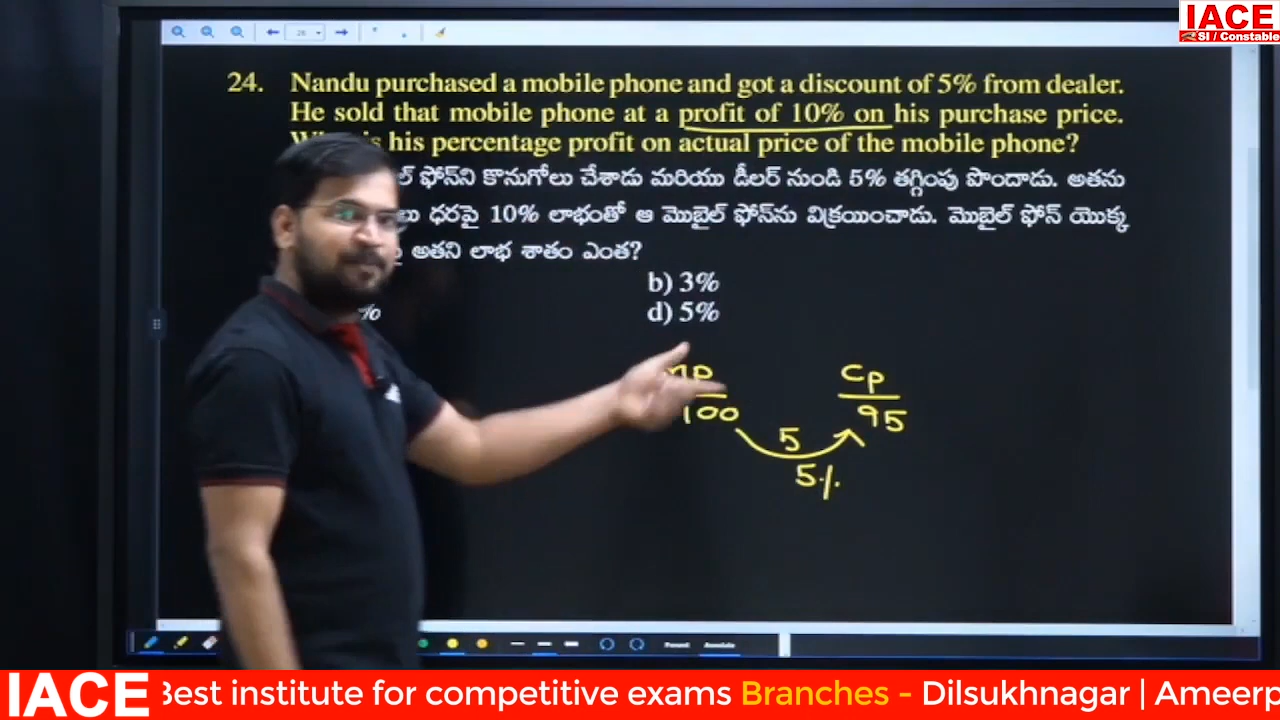 IACE
SI / Constable
26
24. Nandu purchased a mobile phone and got a discount of 5% from dealer.
He sold that mobile phone at a profit of 10% on his purchase price.
his percentage profit on actual price of the mobile phone?
ఫోన్‌ని కొనుగోలు చేశాడు మరియు డీలర్ నుండి 5% తగ్గింపు పొందాడు. అతను
ధరపై 10% లాభంతో ఆ మొబైల్ ఫోన్‌ను విక్రయించాడు. మొబైల్ ఫోన్ యొక్క
అతని లాభ శాతం ఎంత?
b) 3%
% d) 5%
CP
100 95
5
5%
Present Annotate
IACE Best institute for competitive exams Branches - Dilsukhnagar | Ameerp